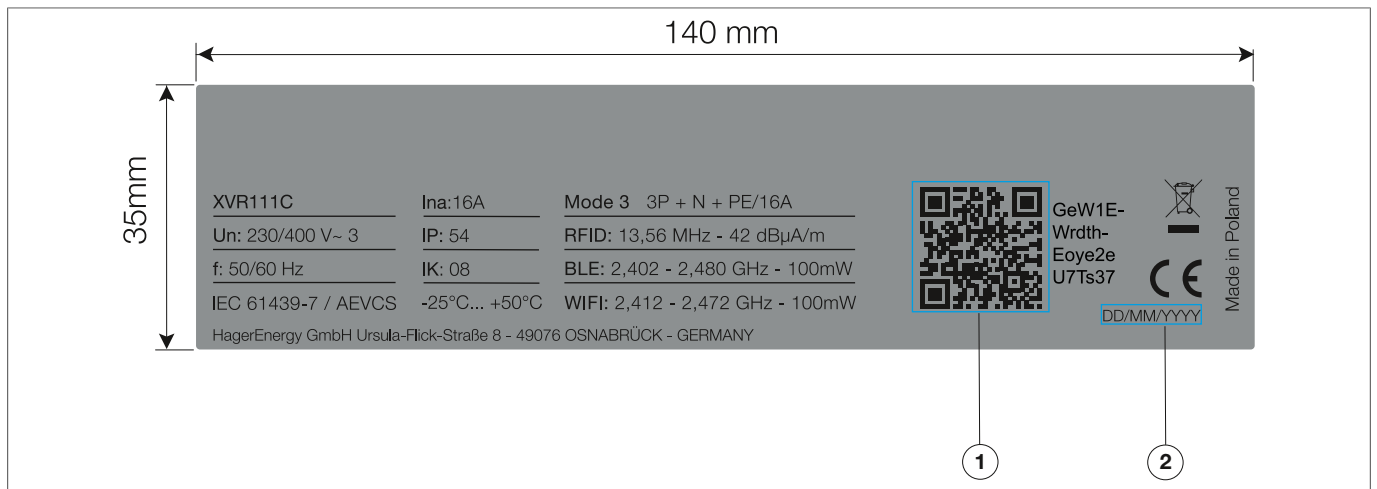 140 mm
35mm
XVR111C
Un: 230/400 V~ 3
f: 50/60 Hz
IEC 61439-7 / AEVCS
Ina:16A
IP: 54
IK: 08
-25°C... +50°C
Mode 3 3P + N + PE/16A
RFID: 13,56 MHz - 42 dBµA/m
BLE: 2,402 - 2,480 GHz - 100mW
WIFI: 2,412 - 2,472 GHz - 100mW
HagerEnergy GmbH Ursula-Flick-Straße 8 - 49076 OSNABRÜCK - GERMANY
GeW1E-
Wrdth-
Eoye2e
U7Ts37
CE
DD/MM/YYYY
Made in Poland
1
2